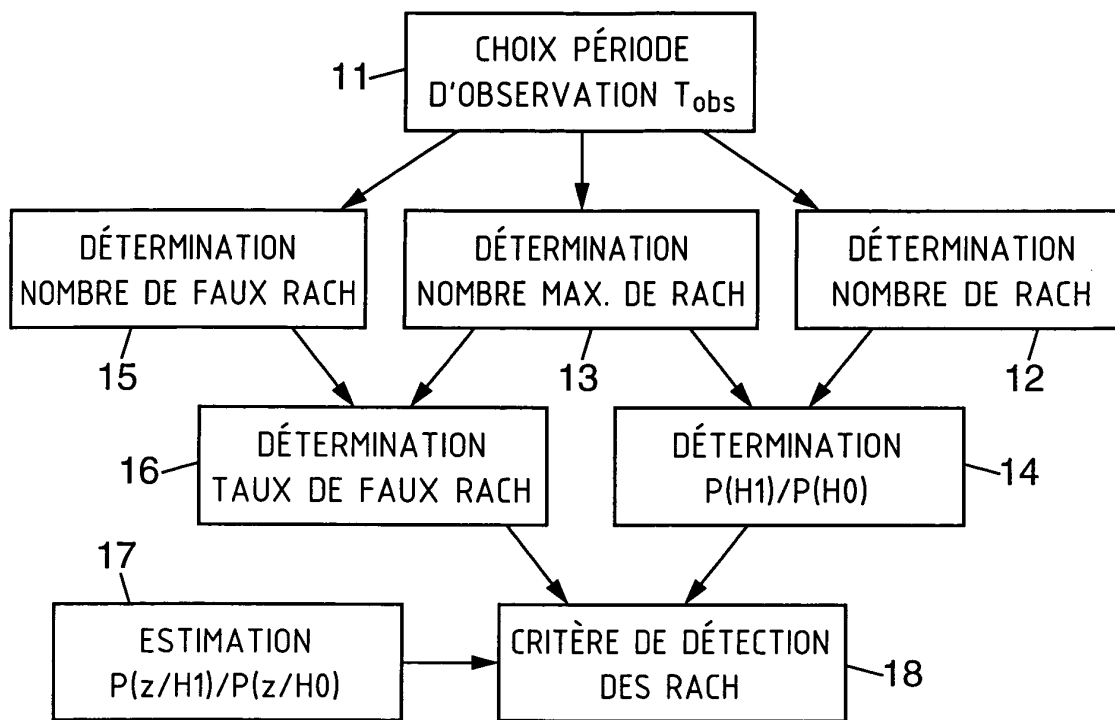 CHOIX PÉRIODE
D'OBSERVATION Tobs
11
DÉTERMINATION
NOMBRE DE FAUX RACH
15
DÉTERMINATION
NOMBRE MAX. DE RACH
13
DÉTERMINATION
NOMBRE DE RACH
12
DÉTERMINATION
TAUX DE FAUX RACH
16
DÉTERMINATION
P(H1)/P(H0)
14
17
ESTIMATION
P(z/H1)/P(z/H0)
CRITÈRE DE DÉTECTION
DES RACH
18